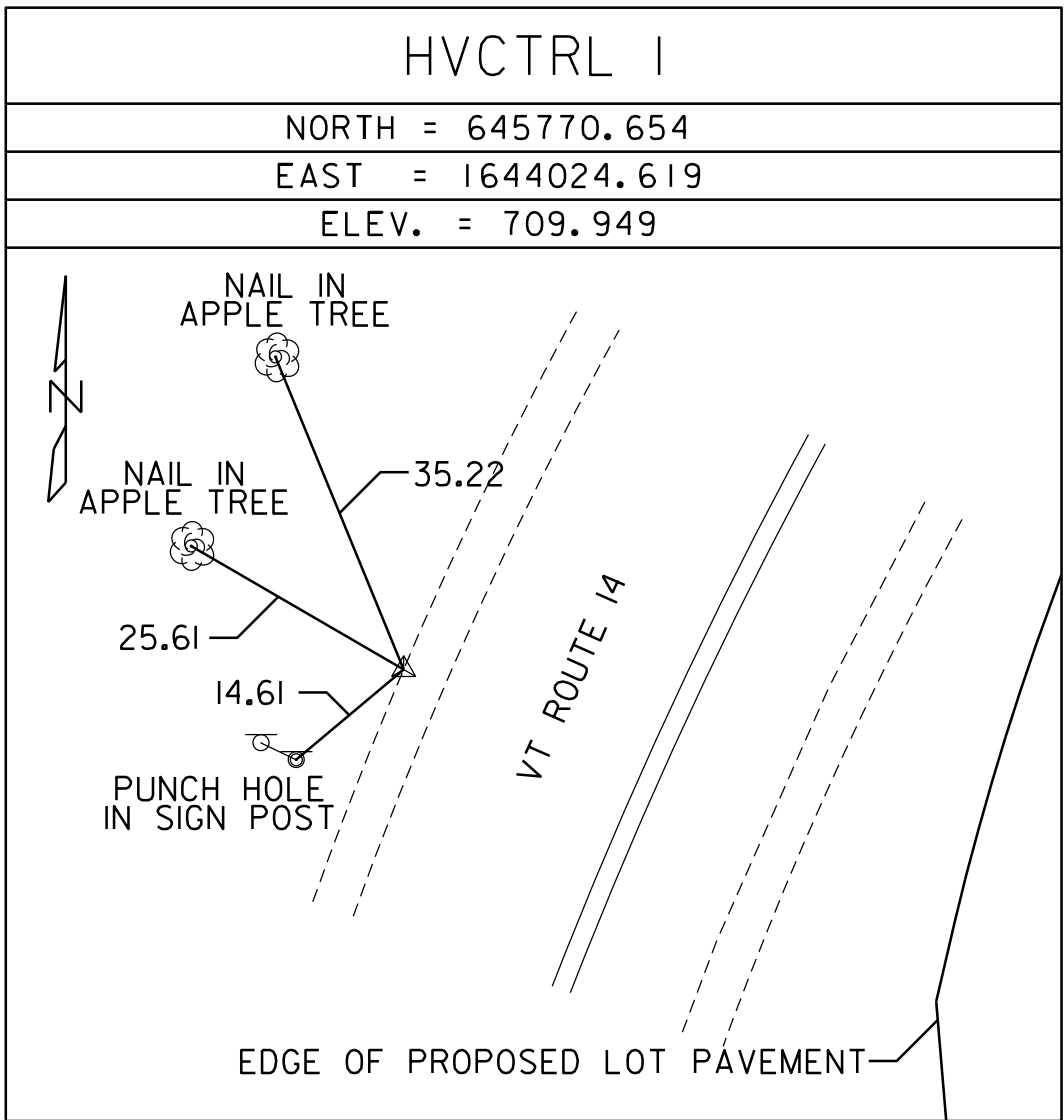 HVCTRL 1
NORTH = 645770.654
EAST = 1644024.619
ELEV. = 709.949
NAIL IN
APPLE TREE
N
35.22
NAIL IN
APPLE TREE
25.61
14.61
VT ROUTE 14
PUNCH HOLE
IN SIGN POST
EDGE OF PROPOSED LOT PAVEMENT